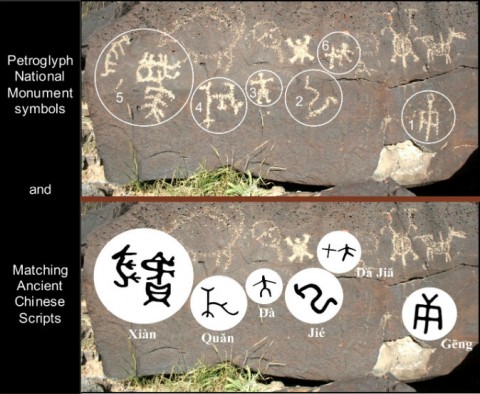 Petroglyph
National
Monument
symbols
6
5
4
3
2
1
and
Matching
Ancient
Chinese
Scripts
Dà Jiǎ
Xiàn
Quǎn
Dà
Jié
Gēng